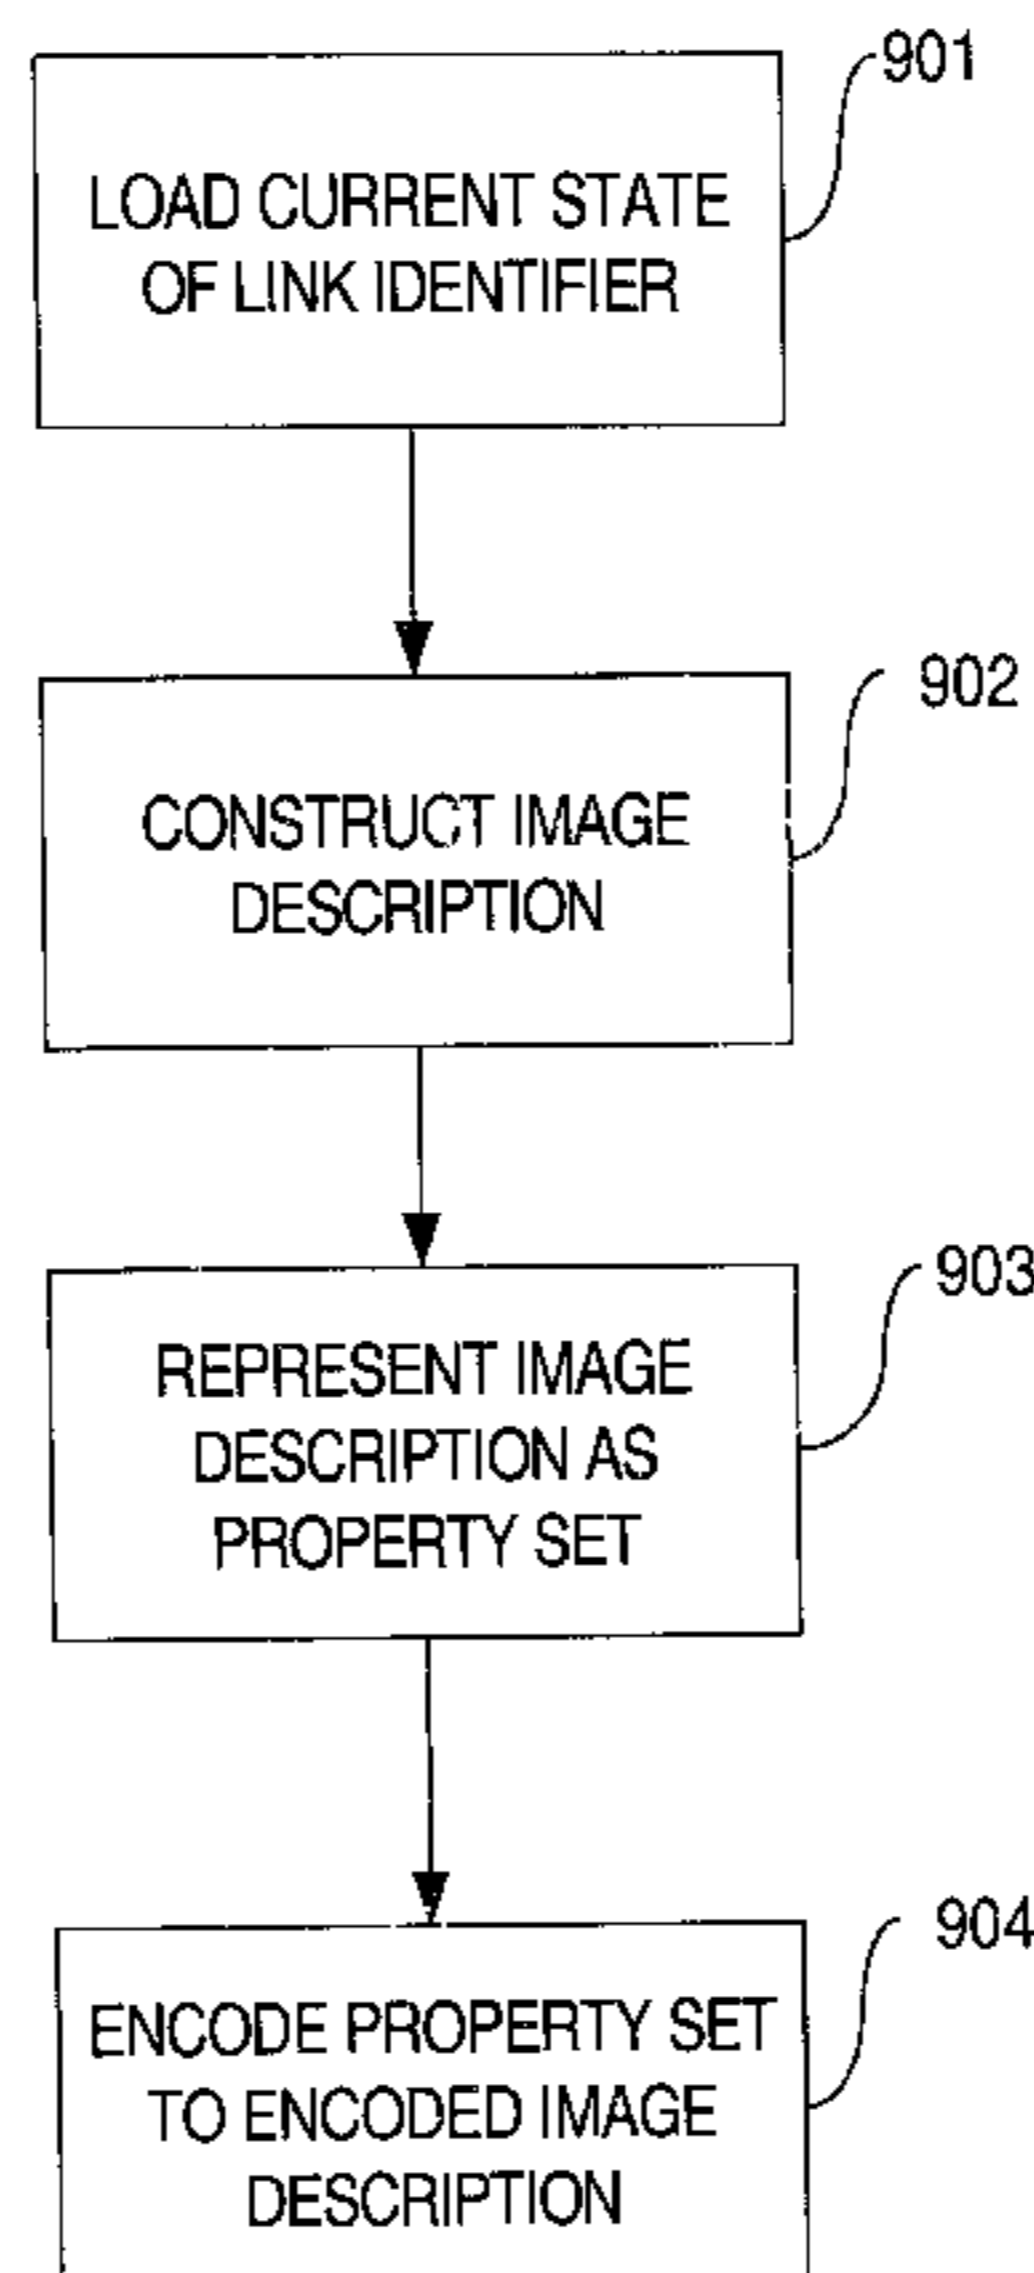 901
LOAD CURRENT STATE
OF LINK IDENTIFIER
902
CONSTRUCT IMAGE
DESCRIPTION
903
REPRESENT IMAGE
DESCRIPTION AS
PROPERTY SET
904
ENCODE PROPERTY SET
TO ENCODED IMAGE
DESCRIPTION